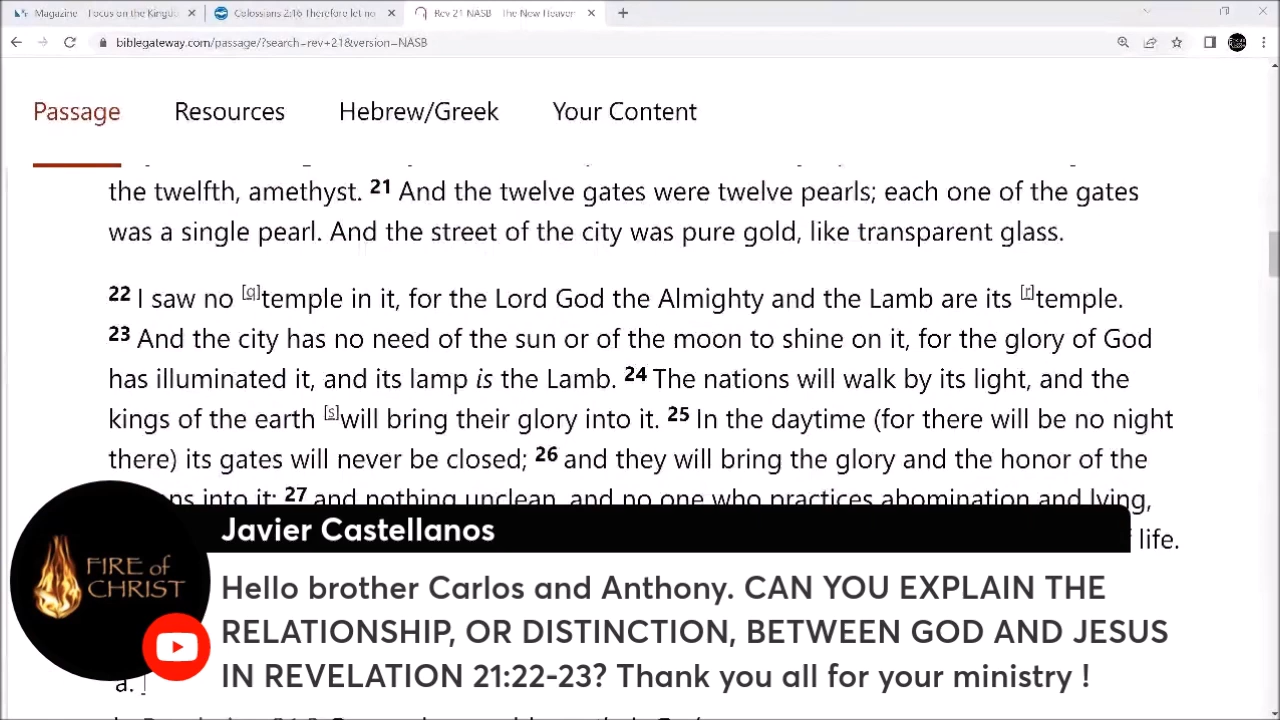 Magazine - Focus on the Kingdo
Colossians 2:16 Therefore let no
Rev 21 NASB - The New Heaven
biblegateway.com/passage/?search=rev+21&version=NASB
Passage Resources Hebrew/Greek Your Content
the twelfth, amethyst. 21 And the twelve gates were twelve pearls; each one of the gates
was a single pearl. And the street of the city was pure gold, like transparent glass.
22 I saw no [q]temple in it, for the Lord God the Almighty and the Lamb are its [r]temple.
23 And the city has no need of the sun or of the moon to shine on it, for the glory of God
has illuminated it, and its lamp is the Lamb. 24 The nations will walk by its light, and the
kings of the earth [s]will bring their glory into it. 25 In the daytime (for there will be no night
there) its gates will never be closed; 26 and they will bring the glory and the honor of the
into it; 27 and nothing unclean, and no one who practices abomination and lying,
life.
Javier Castellanos
FIRE of
CHRIST
Hello brother Carlos and Anthony. CAN YOU EXPLAIN THE
RELATIONSHIP, OR DISTINCTION, BETWEEN GOD AND JESUS
IN REVELATION 21:22-23? Thank you all for your ministry !
a.